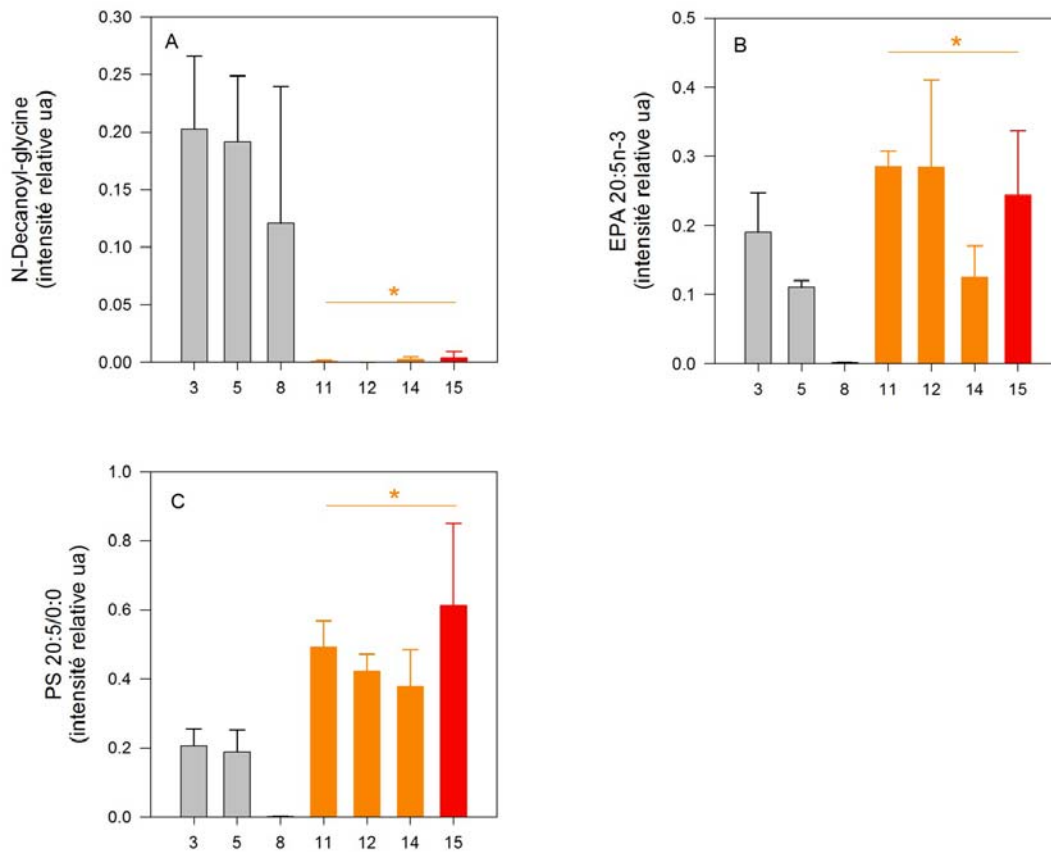 A
N-Decanoyl-glycine
(intensité relative ua)
0.30
0.25
0.20
0.15
0.10
0.05
0.00
*
3 5 8 11 12 14 15
B
EPA 20:5n-3
(intensité relative ua)
0.5
0.4
0.3
0.2
0.1
0.0
*
3 5 8 11 12 14 15
C
PS 20:5/0:0
(intensité relative ua)
1.0
0.8
0.6
0.4
0.2
0.0
*
3 5 8 11 12 14 15